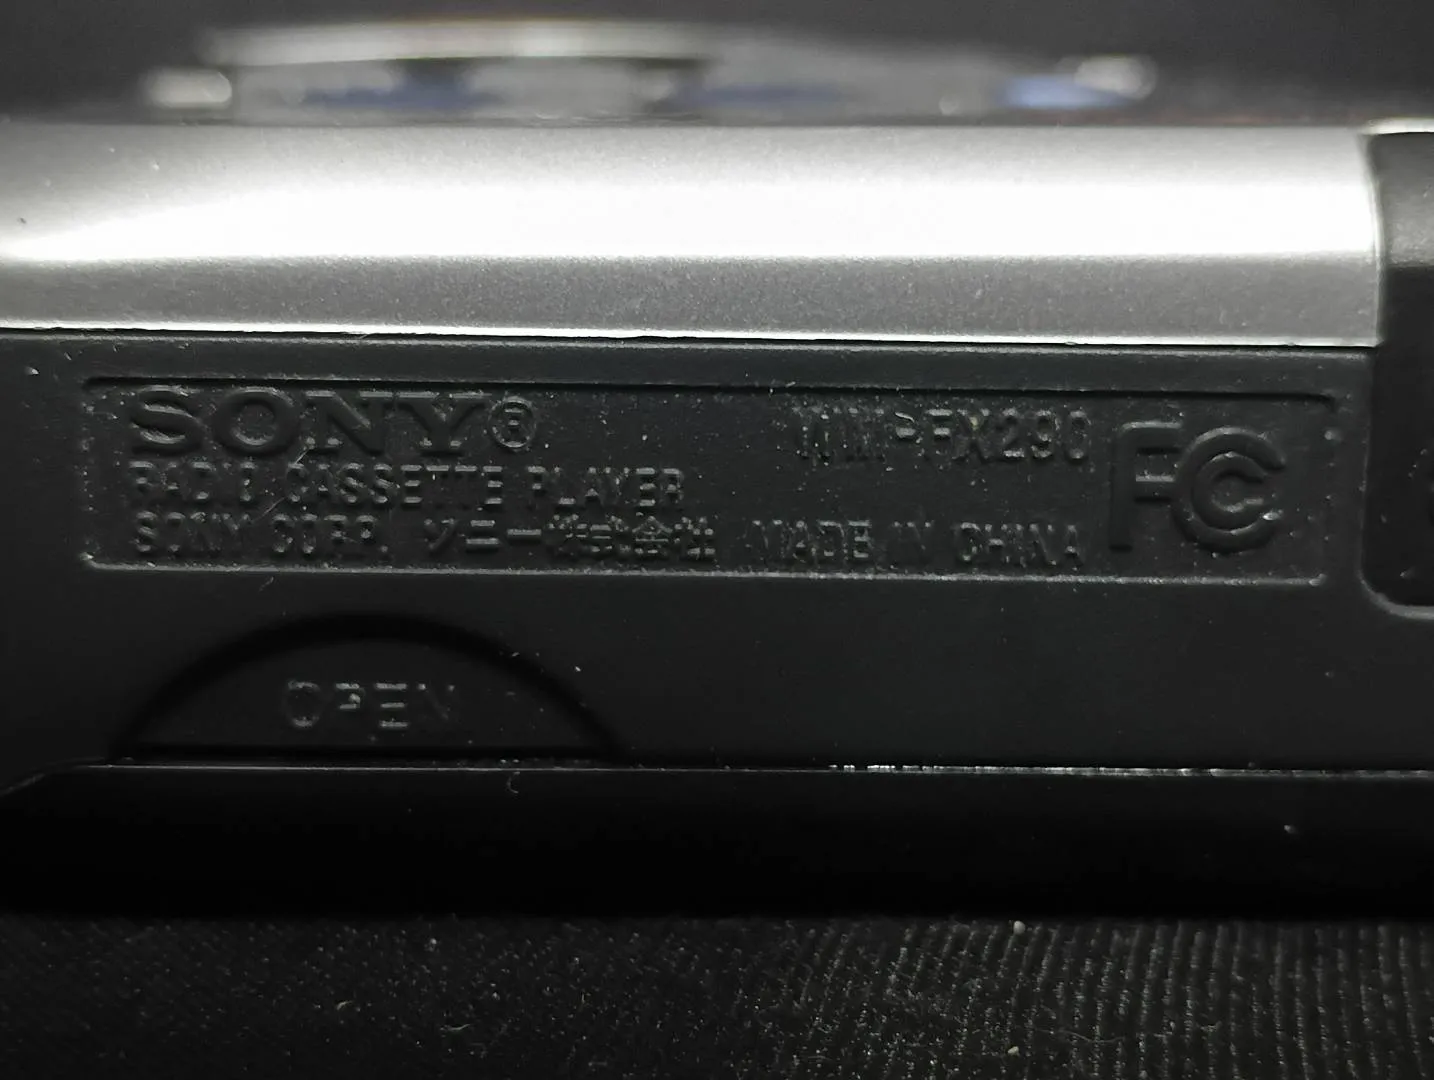 SONY® WM-FX290 FC
RADIO CASSETTE PLAYER
SONY CORP. ソニー株式会社 MADE IN CHINA
OPEN